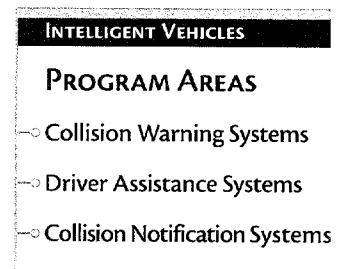 INTELLIGENT VEHICLES
PROGRAM AREAS
Collision Warning Systems
Driver Assistance Systems
Collision Notification Systems